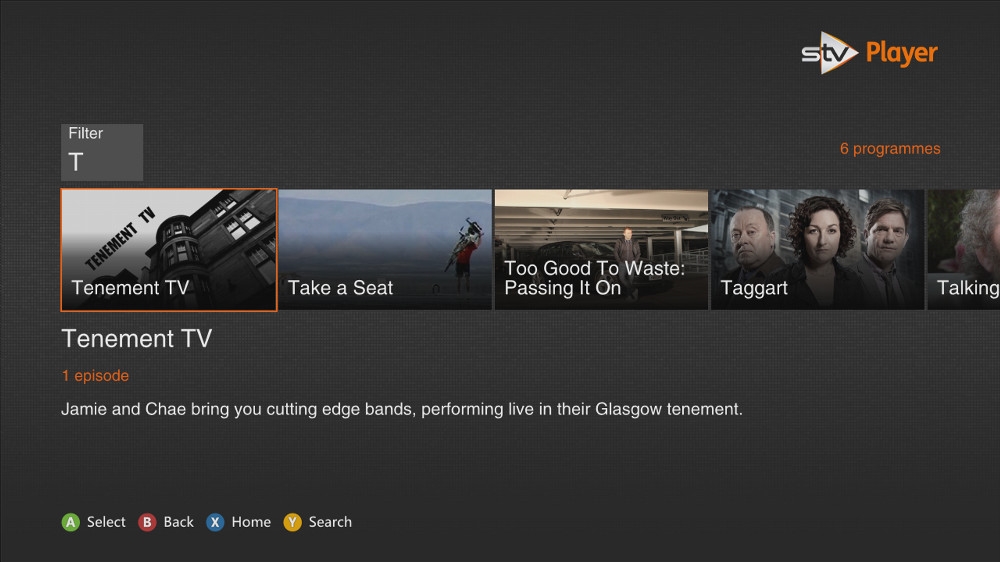 stv Player
Filter
T
6 programmes
TENEMENT TV
Tenement TV
Take a Seat
Too Good To Waste:
Passing It On
Taggart
Talking
Tenement TV
1 episode
Jamie and Chae bring you cutting edge bands, performing live in their Glasgow tenement.
A Select B Back X Home Y Search